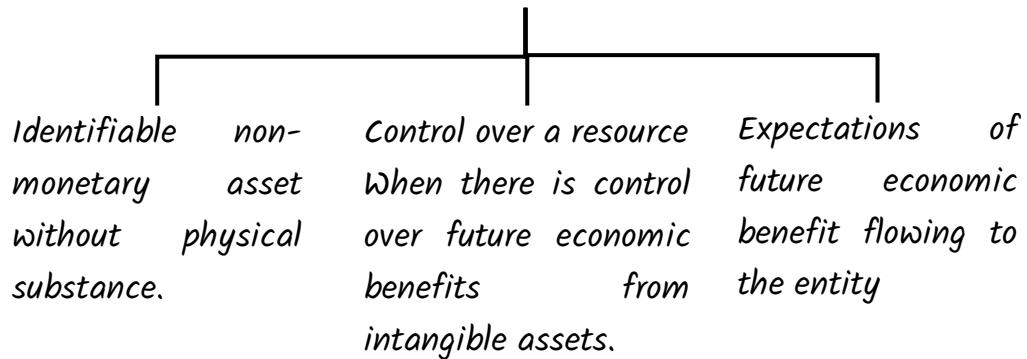 Identifiable non-
monetary asset
without physical
substance.
Control over a resource
When there is control
over future economic
benefits from
intangible assets.
Expectations of
future economic
benefit flowing to
the entity